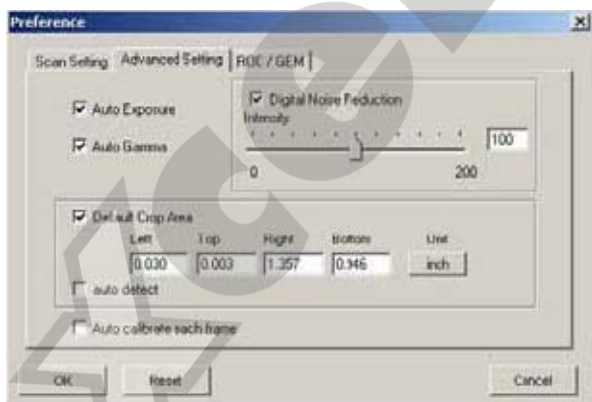 Preference
Scan Setting Advanced Setting ROC / GEM
Auto Exposure
Auto Gamma
Digital Noise Reduction
Intensity
100
0 200
Default Crop Area
Left Top Right Bottom Unit
0.030 0.003 1.357 0.946 inch
auto detect
Auto calibrate each frame
OK Reset Cancel